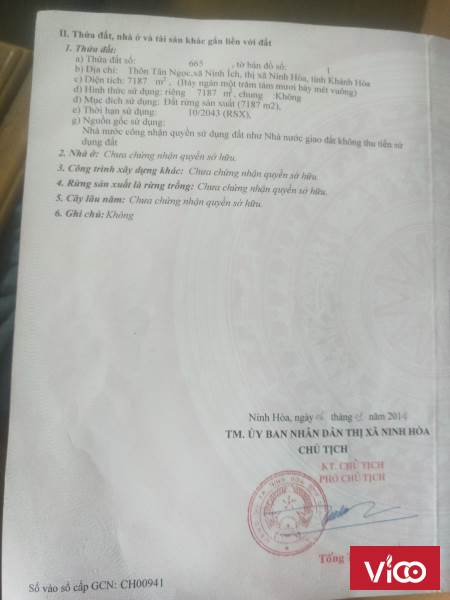 II. Thửa đất, nhà ở và tài sản khác gắn liền với đất
1. Thửa đất:
a) Thửa đất số: 665 , tờ bản đồ số: 1
b) Địa chỉ: Thôn Tân Ngọc, xã Ninh Ích, thị xã Ninh Hòa, tỉnh Khánh Hòa
c) Diện tích: 7187 m², (Bảy ngàn một trăm tám mươi bảy mét vuông)
d) Hình thức sử dụng: riêng 7187 m², chung :Không
đ) Mục đích sử dụng: Đất rừng sản xuất (7187 m2),
e) Thời hạn sử dụng: 10/2043 (RSX),
g) Nguồn gốc sử dụng:
Nhà nước công nhận quyền sử dụng đất như Nhà nước giao đất không thu tiền sử
dụng đất
2. Nhà ở: Chưa chứng nhận quyền sở hữu.
3. Công trình xây dựng khác: Chưa chứng nhận quyền sở hữu.
4. Rừng sản xuất là rừng trồng: Chưa chứng nhận quyền sở hữu.
5. Cây lâu năm: Chưa chứng nhận quyền sở hữu.
6. Ghi chú: Không
Ninh Hòa, ngày tháng năm 2014
TM. ỦY BAN NHÂN DÂN THỊ XÃ NINH HÒA
CHỦ TỊCH
KT. CHỦ TỊCH
PHÓ CHỦ TỊCH
Tống
Số vào sổ cấp GCN: CH00941
Vico